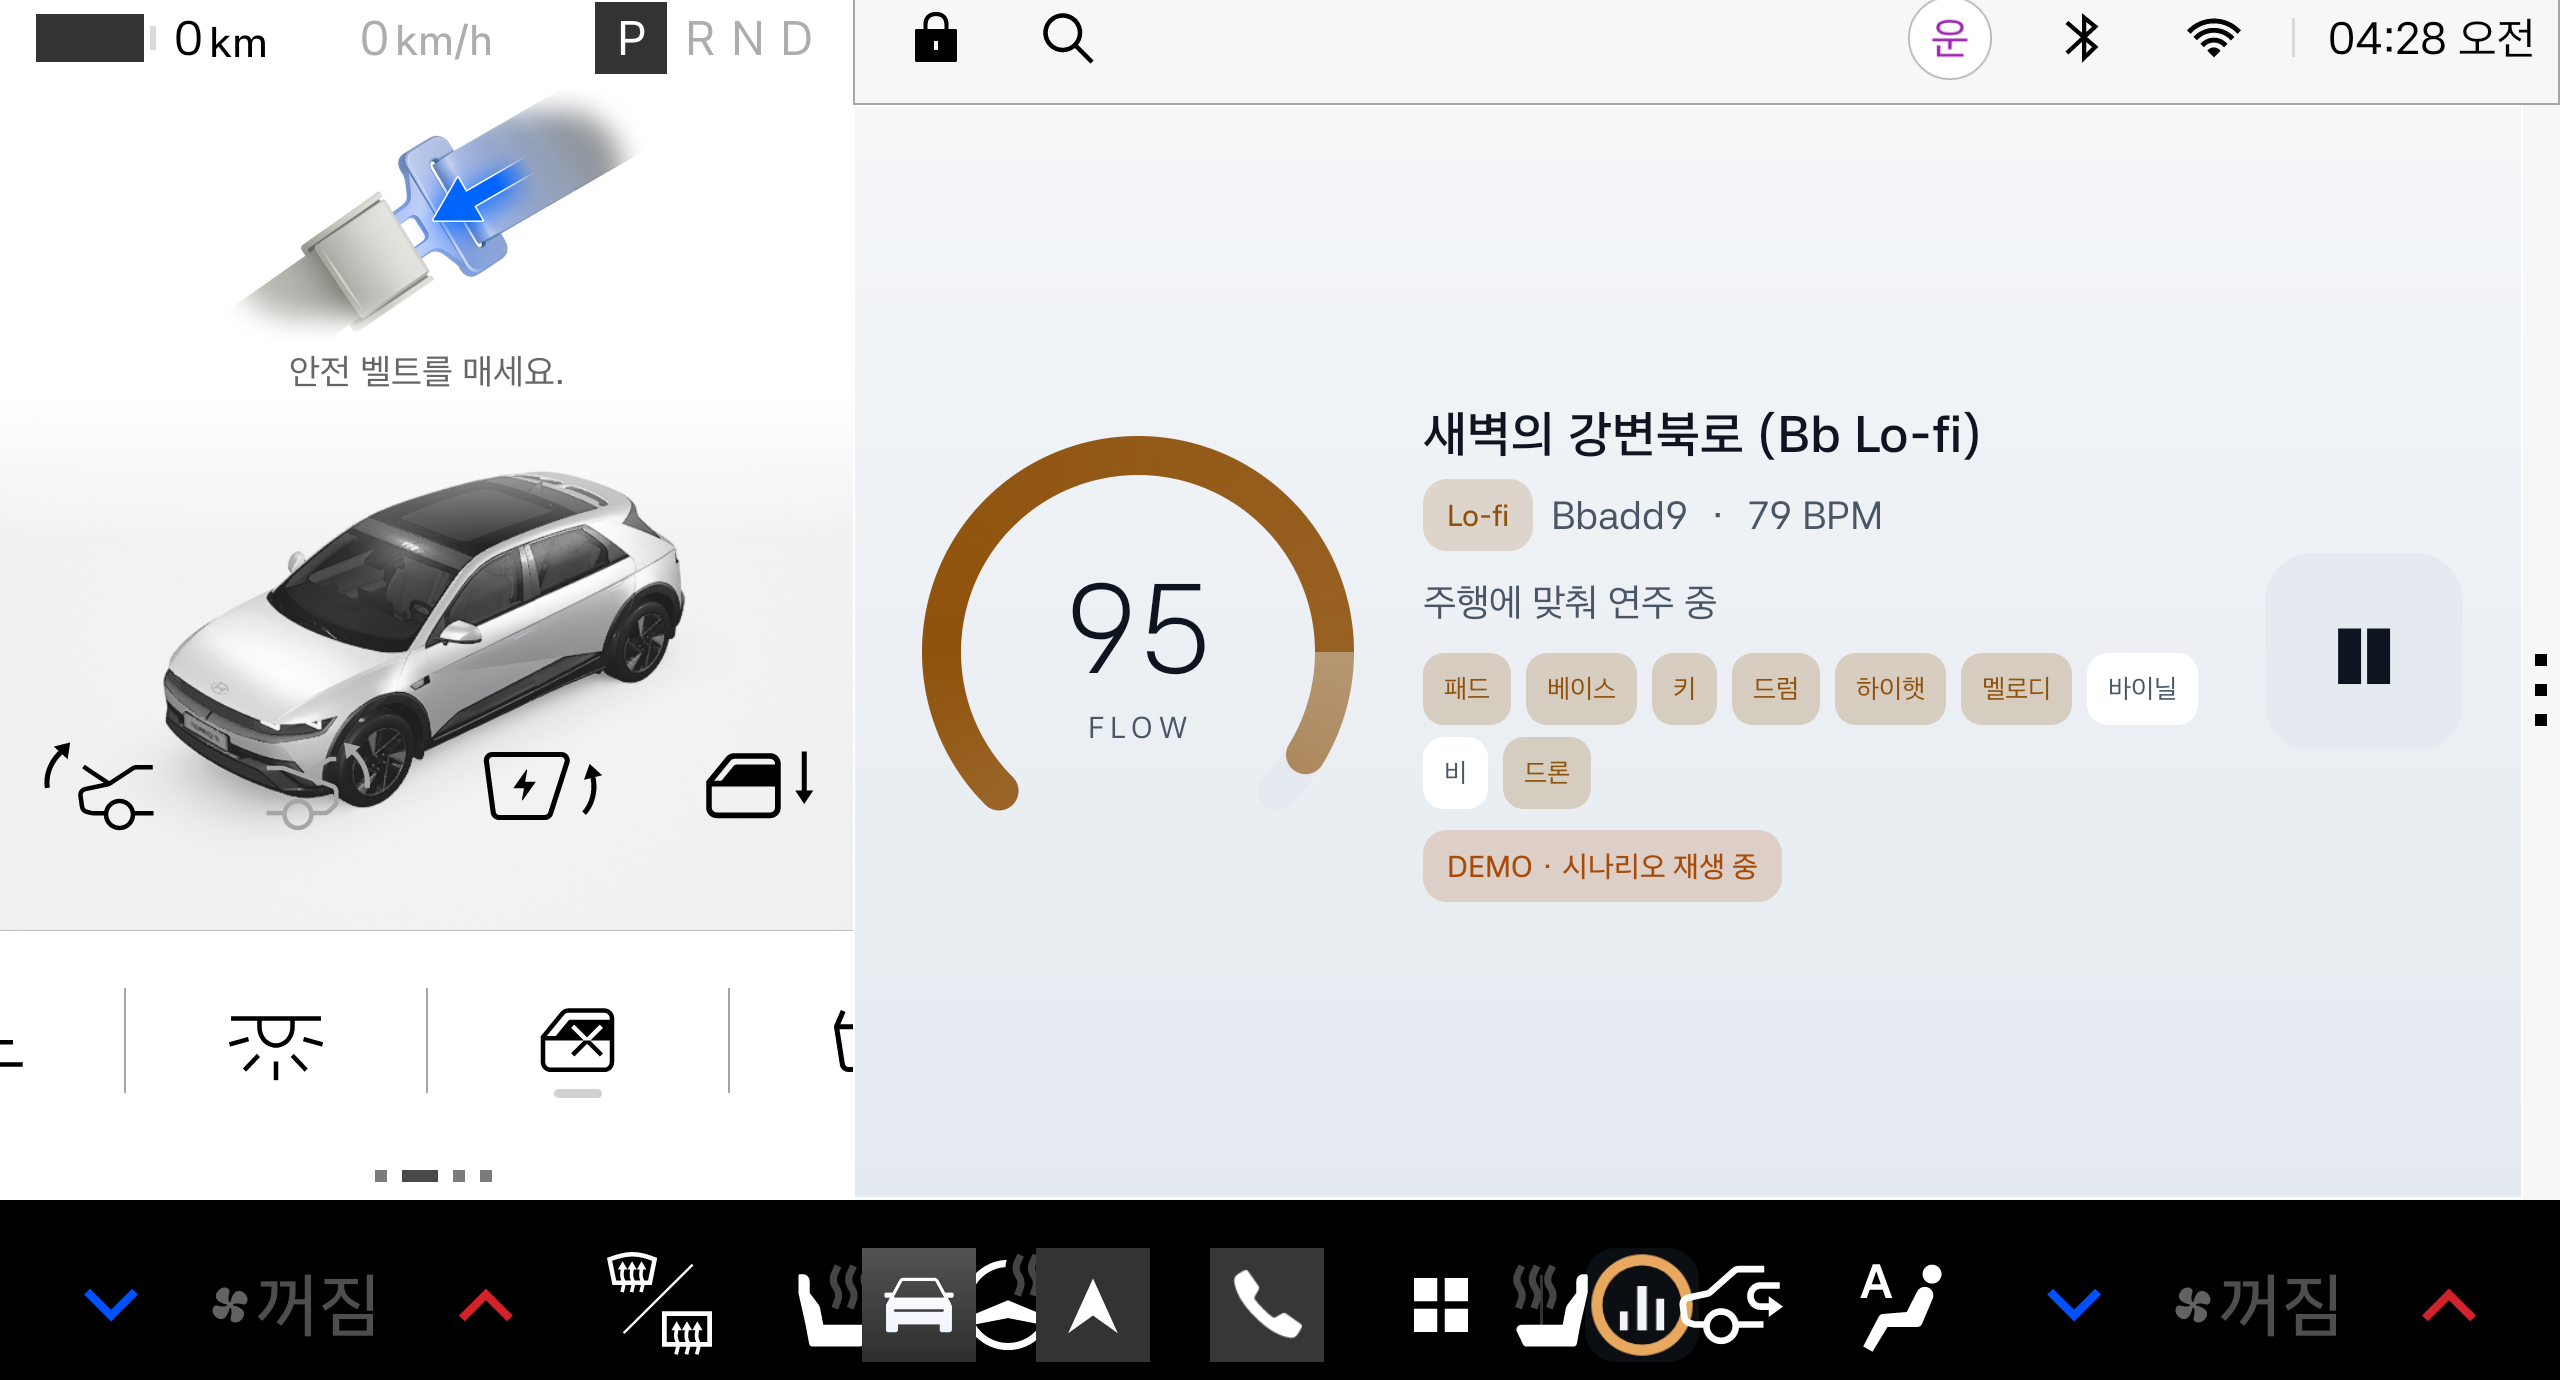 0 km
0 km/h
P R N D
운
04:28 오전
안전 벨트를 매세요.
새벽의 강변북로 (Bb Lo-fi)
Lo-fi Bbadd9 · 79 BPM
95
FLOW
주행에 맞춰 연주 중
패드 베이스 키 드럼 하이햇 멜로디 바이닐
비 드론
DEMO · 시나리오 재생 중
꺼짐
A
꺼짐